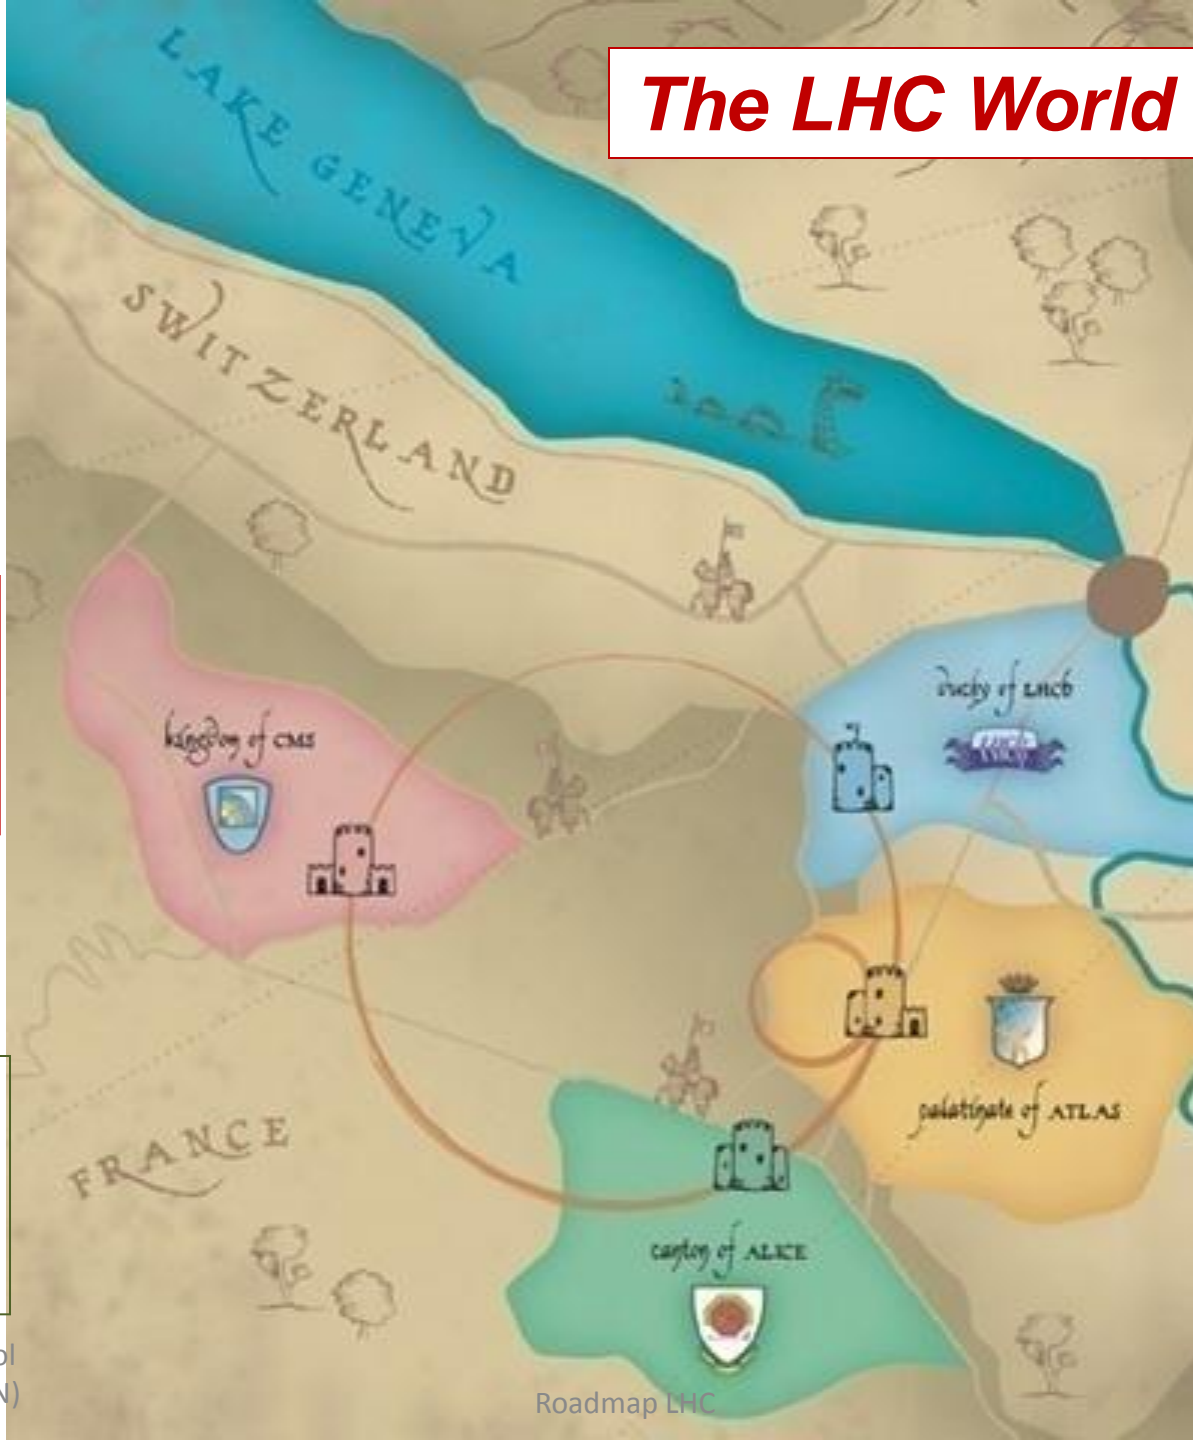 The LHC World
LAKE GENEVA
SWITZERLAND
duchy of LHCb
kingdom of CMS
palatinate of ATLAS
FRANCE
canton of ALICE
Roadmap LHC